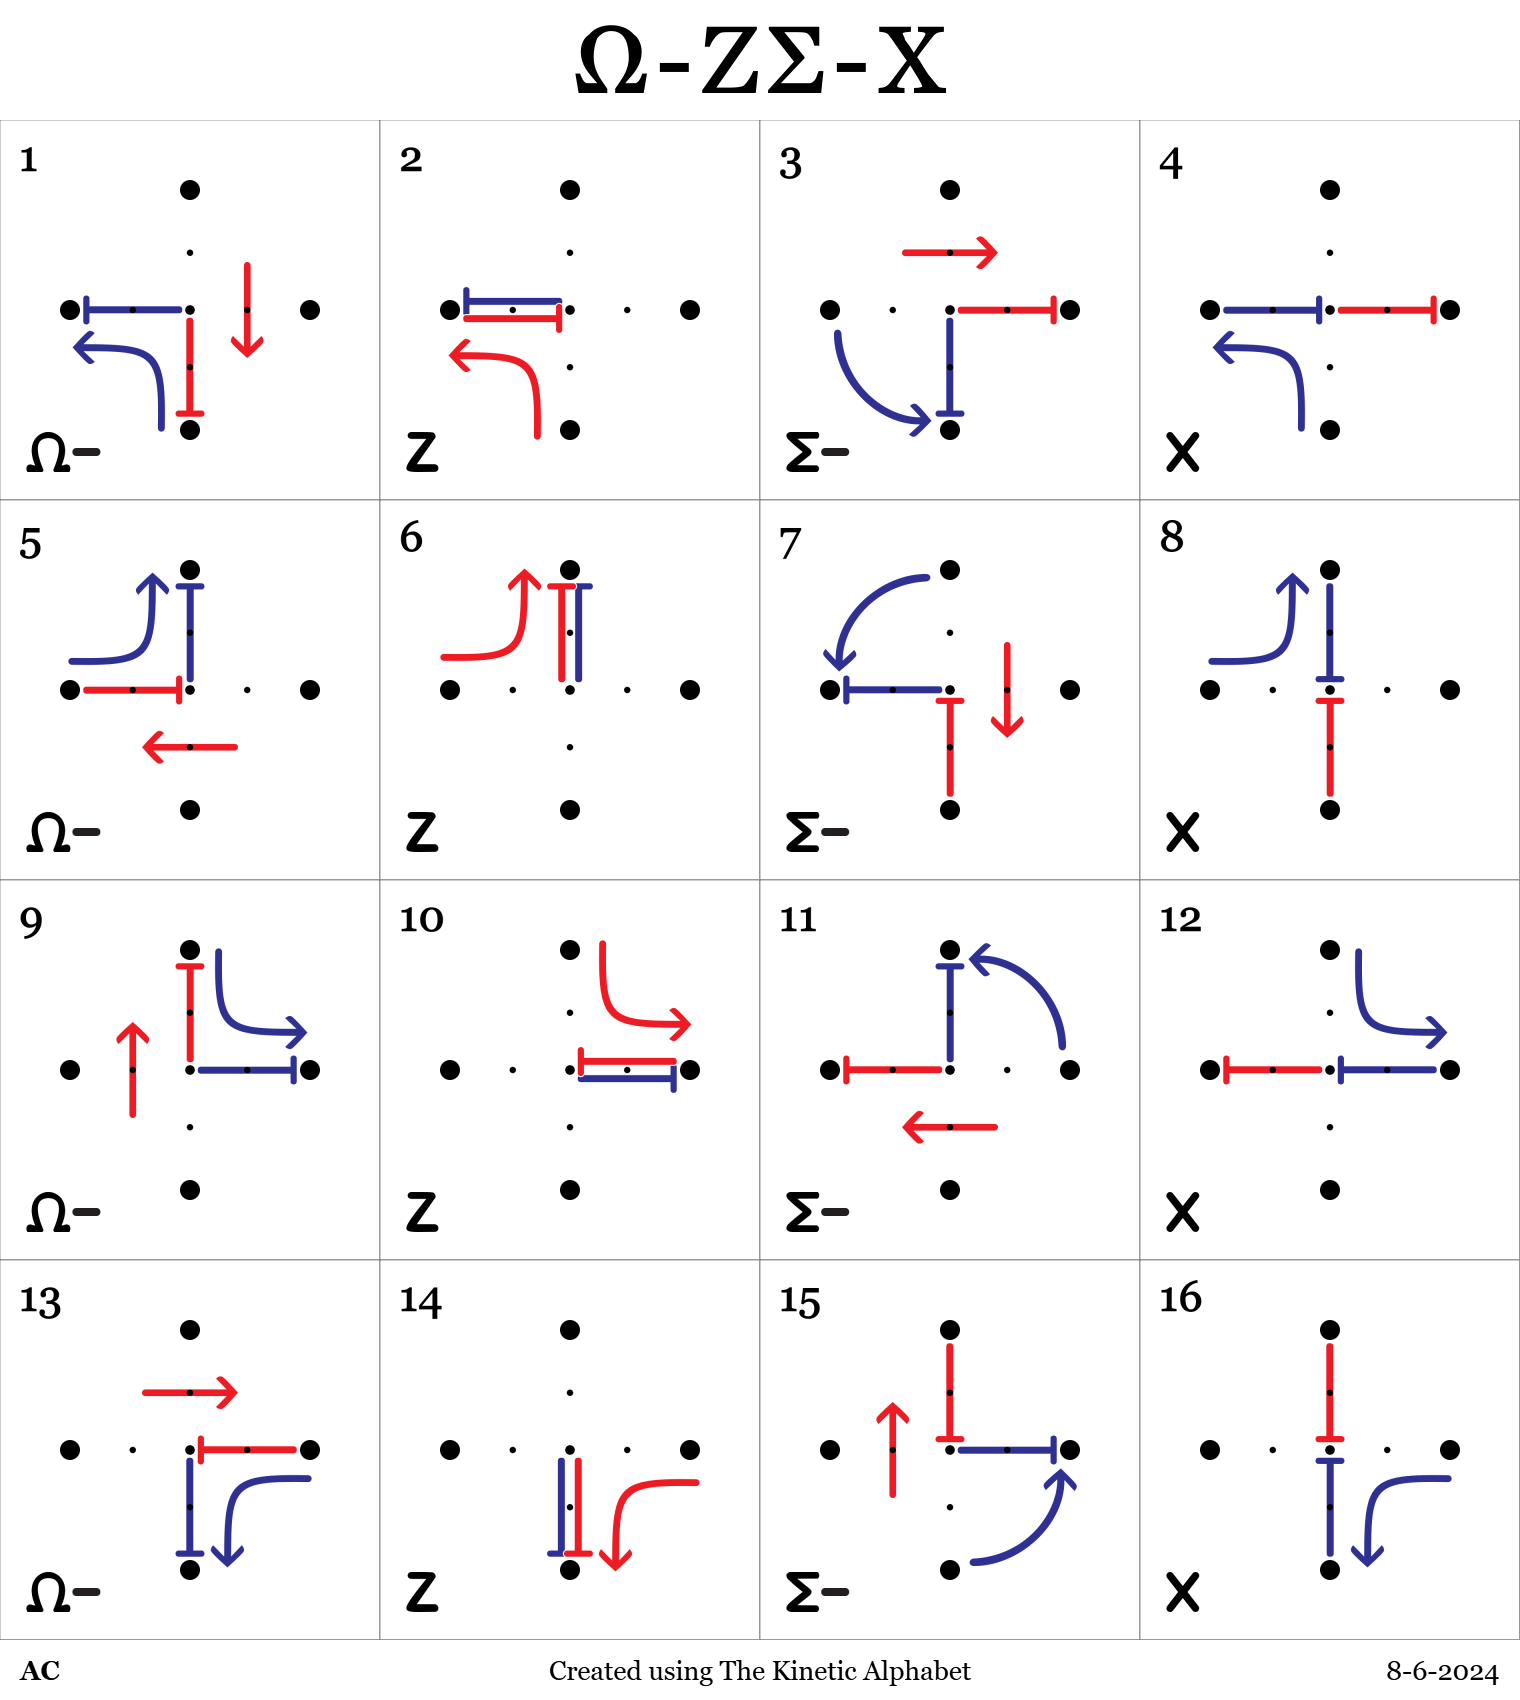 Ω-ZΣ-X
1 2 3 4
Ω- Z Σ- X
5 6 7 8
Ω- Z Σ- X
9 10 11 12
Ω- Z Σ- X
13 14 15 16
Ω- Z Σ- X
AC Created using The Kinetic Alphabet 8-6-2024